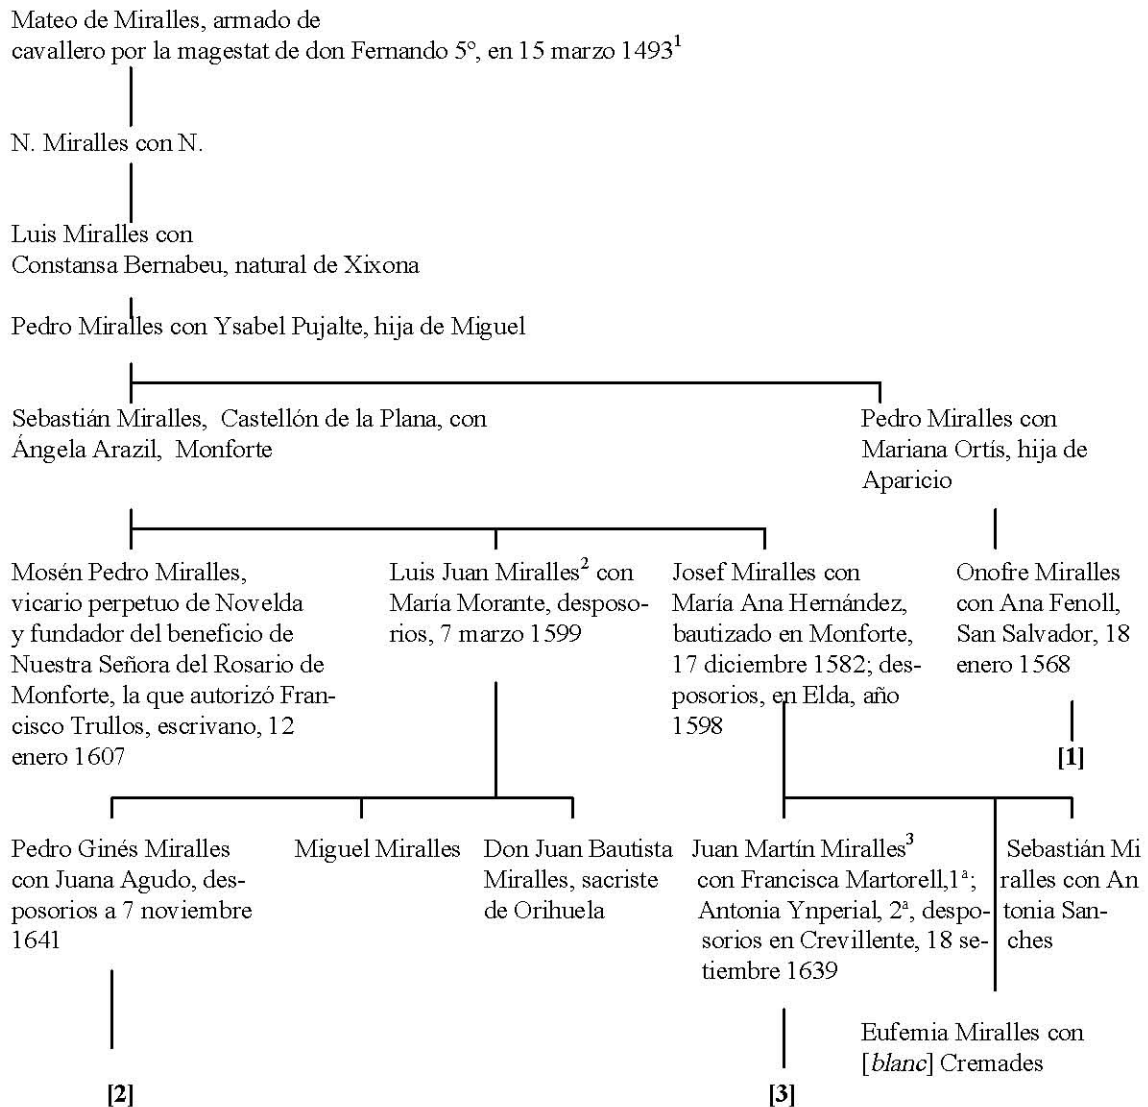 Mateo de Miralles, armado de
cavallero por la magestat de don Fernando 5º, en 15 marzo 1493¹
N. Miralles con N.
Luis Miralles con
Constansa Bernabeu, natural de Xixona
Pedro Miralles con Ysabel Pujalte, hija de Miguel
Sebastián Miralles, Castellón de la Plana, con
Ángela Arazil, Monforte
Pedro Miralles con
Mariana Ortís, hija de
Aparicio
Mosén Pedro Miralles,
vicario perpetuo de Novelda
y fundador del beneficio de
Nuestra Señora del Rosario de
Monforte, la que autorizó Fran-
cisco Trullos, escrivano, 12
enero 1607
Luis Juan Miralles² con
María Morante, desposo-
rios, 7 marzo 1599
Josef Miralles con
María Ana Hernández,
bautizado en Monforte,
17 diciembre 1582; des-
posorios, en Elda, año
1598
Onofre Miralles
con Ana Fenoll,
San Salvador, 18
enero 1568
[1]
Pedro Ginés Miralles
con Juana Agudo, des-
posorios a 7 noviembre
1641
Miguel Miralles
Don Juan Bautista
Miralles, sacriste
de Orihuela
Juan Martín Miralles³
con Francisca Martorell,1ª;
Antonia Ynperial, 2ª, despo-
sorios en Crevillente, 18 se-
tiembre 1639
Sebastián Mi
ralles con An
tonia San-
ches
Eufemia Miralles con
[blanc] Cremades
[2]
[3]